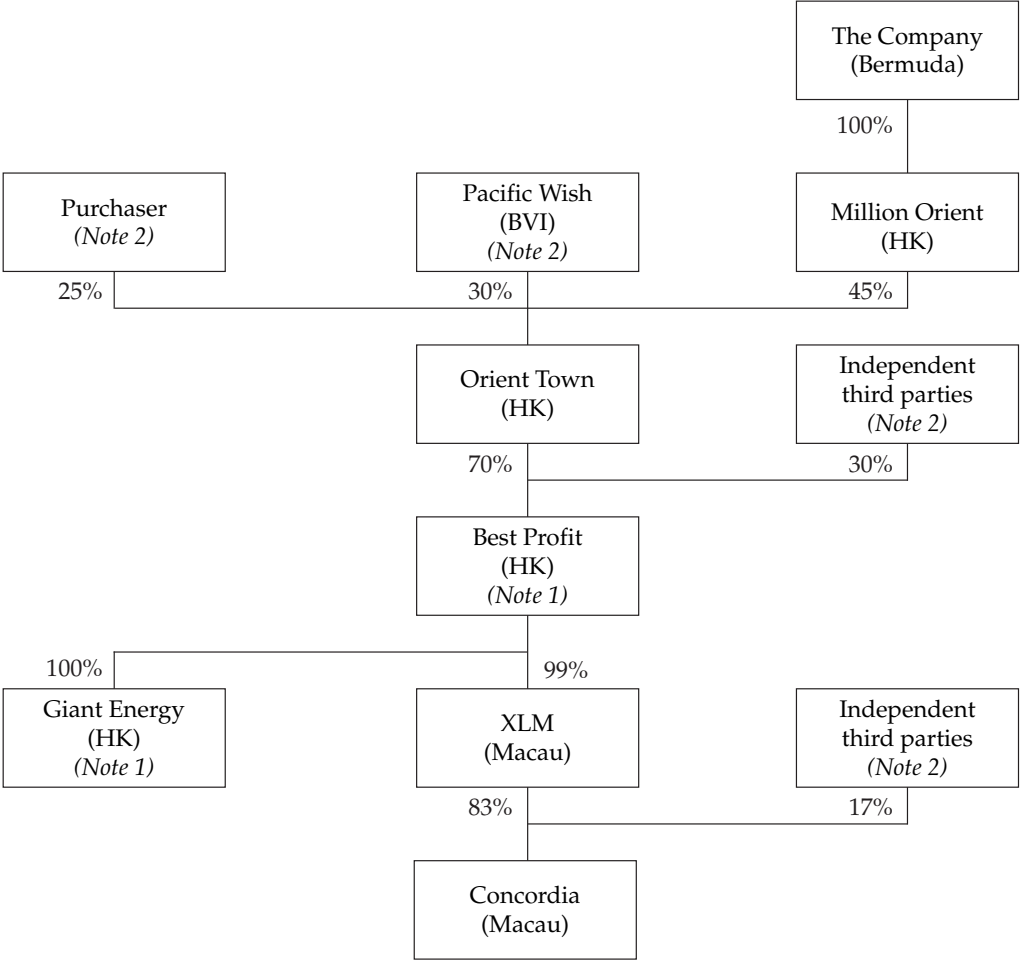 The Company
(Bermuda)
100%
Purchaser
(Note 2)
Pacific Wish
(BVI)
(Note 2)
Million Orient
(HK)
25%
30%
45%
Orient Town
(HK)
Independent
third parties
(Note 2)
70%
30%
Best Profit
(HK)
(Note 1)
100%
99%
Giant Energy
(HK)
(Note 1)
XLM
(Macau)
Independent
third parties
(Note 2)
83%
17%
Concordia
(Macau)